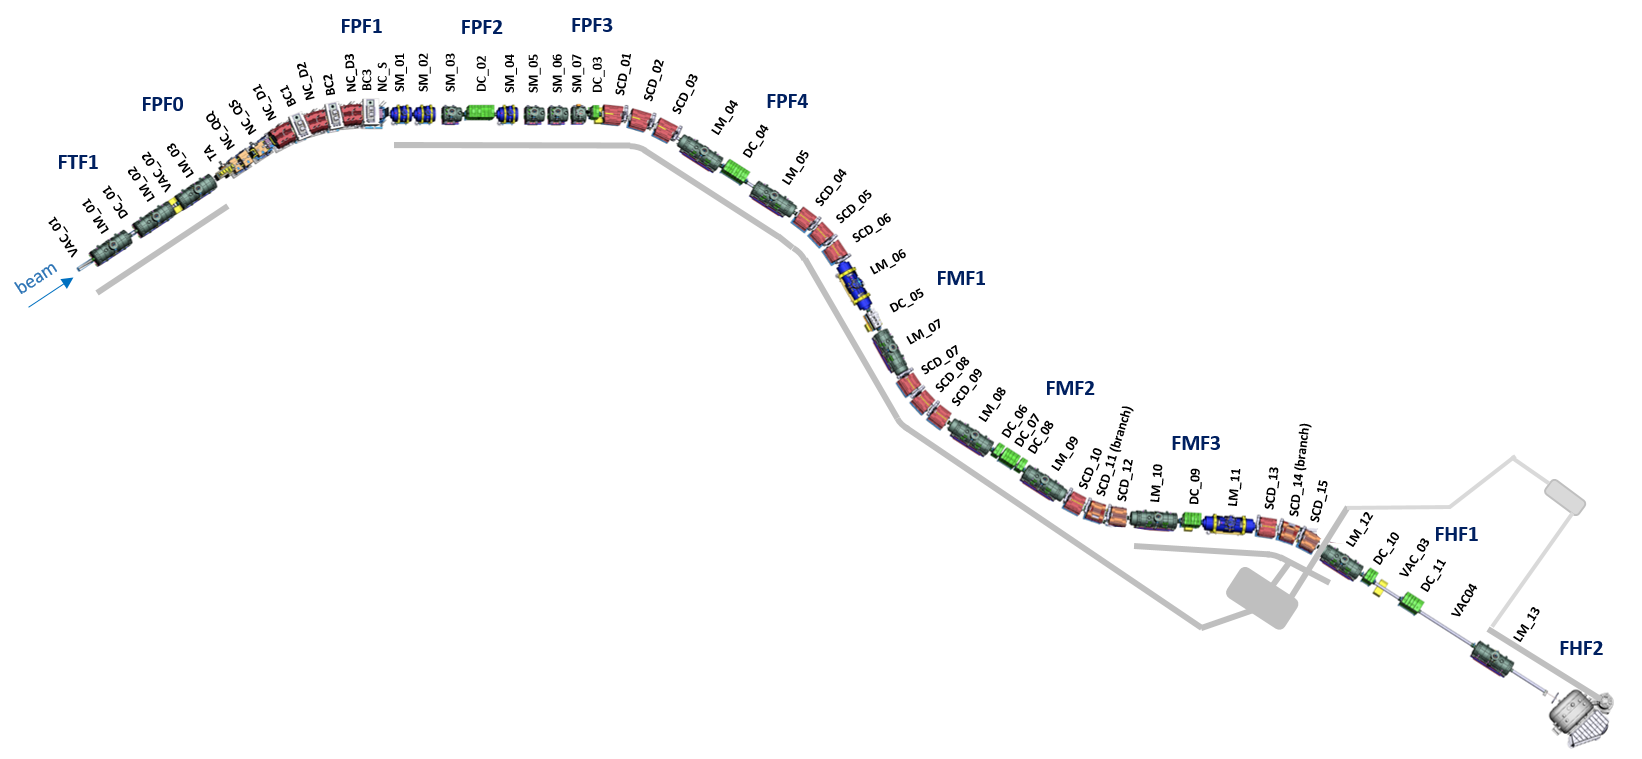 FTF1
FPF0
FPF1
FPF2
FPF3
FPF4
FMF1
FMF2
FMF3
FHF1
FHF2
beam
VAC_01
LM_01
DC_01
LM_02
VAC_02
LM_03
TA
NC_QQ
NC_QS
NC_D1
BC1
NC_D2
BC2
NC_D3
BC3
NC_S
SM_01
SM_02
SM_03
DC_02
SM_04
SM_05
SM_06
SM_07
DC_03
SCD_01
SCD_02
SCD_03
LM_04
DC_04
LM_05
SCD_04
SCD_05
SCD_06
LM_06
DC_05
LM_07
SCD_07
SCD_08
SCD_09
LM_08
DC_06
DC_07
DC_08
LM_09
SCD_10
SCD_11 (branch)
SCD_12
LM_10
DC_09
LM_11
SCD_13
SCD_14 (branch)
SCD_15
LM_12
DC_10
VAC_03
DC_11
VAC04
LM_13